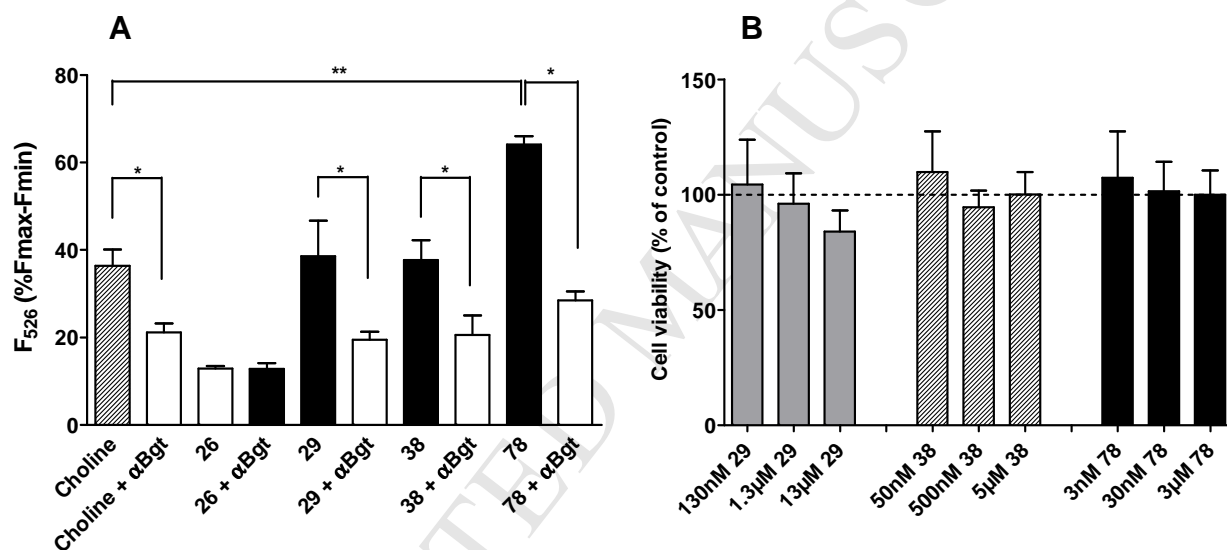 A
F526 (%Fmax-Fmin)
80
60
40
20
0
**
*
*
*
*
Choline
Choline + αBgt
26
26 + αBgt
29
29 + αBgt
38
38 + αBgt
78
78 + αBgt
B
Cell viability (% of control)
150
100
50
0
130nM 29
1.3µM 29
13µM 29
50nM 38
500nM 38
5µM 38
3nM 78
30nM 78
3µM 78
TED MANUSC